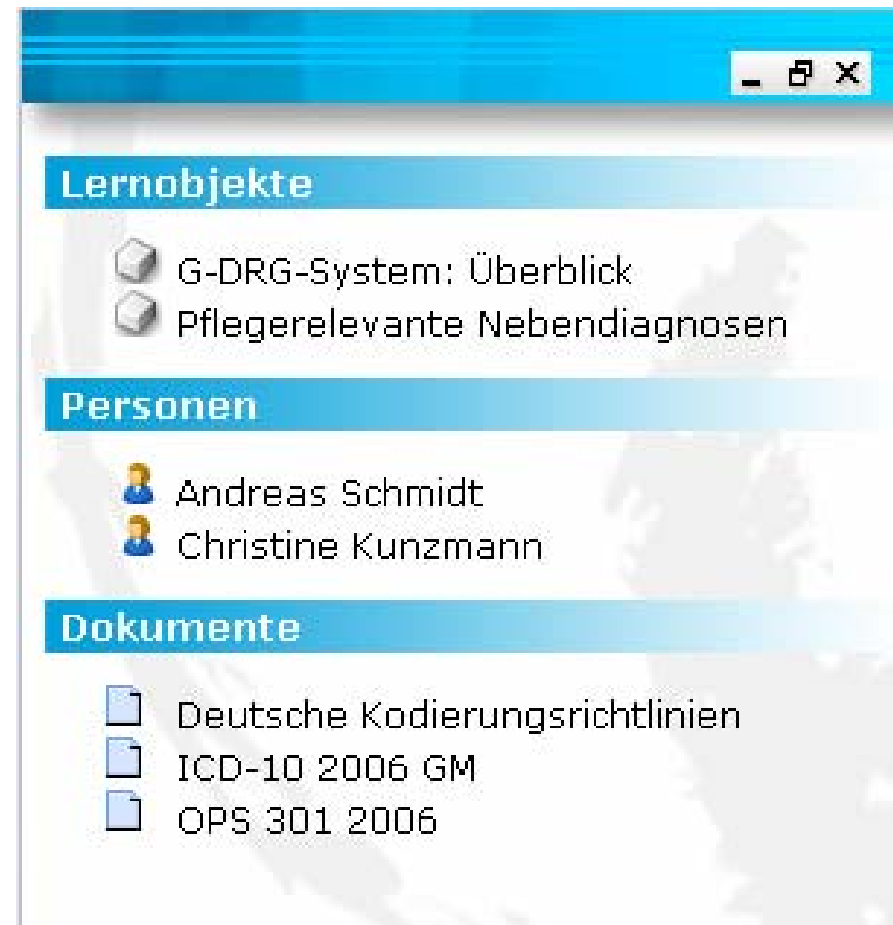 Lernobjekte
G-DRG-System: Überblick
Pflegerelevante Nebendiagnosen
Personen
Andreas Schmidt
Christine Kunzmann
Dokumente
Deutsche Kodierungsrichtlinien
ICD-10 2006 GM
OPS 301 2006